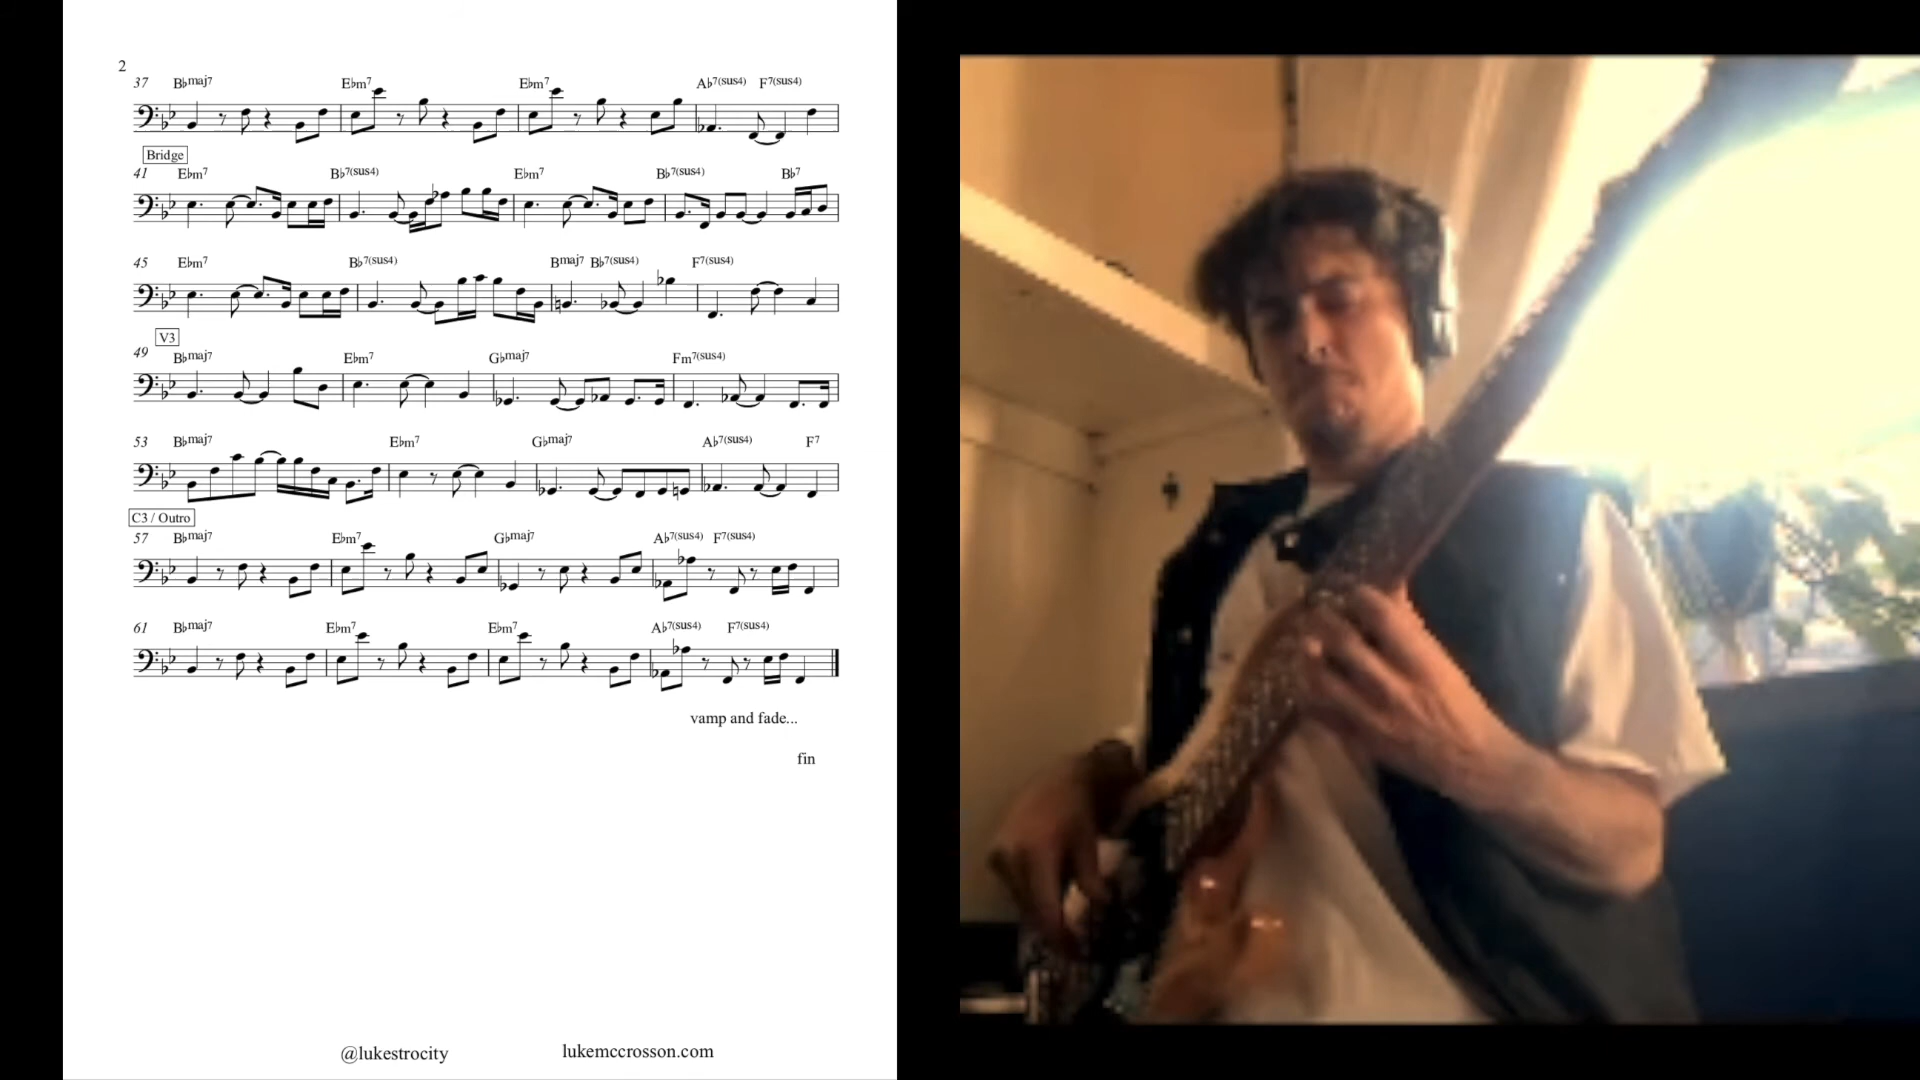 2
37 B♭maj7 E♭m7 E♭m7 A♭7(sus4) F7(sus4)
Bridge
41 E♭m7 B♭7(sus4) E♭m7 B♭7(sus4) B♭7
45 E♭m7 B♭7(sus4) Bmaj7 B♭7(sus4) F7(sus4)
V3
49 B♭maj7 E♭m7 G♭maj7 Fm7(sus4)
53 B♭maj7 E♭m7 G♭maj7 A♭7(sus4) F7
C3 / Outro
57 B♭maj7 E♭m7 G♭maj7 A♭7(sus4) F7(sus4)
61 B♭maj7 E♭m7 E♭m7 A♭7(sus4) F7(sus4)
vamp and fade...
fin
@lukestrocity lukemccrosson.com